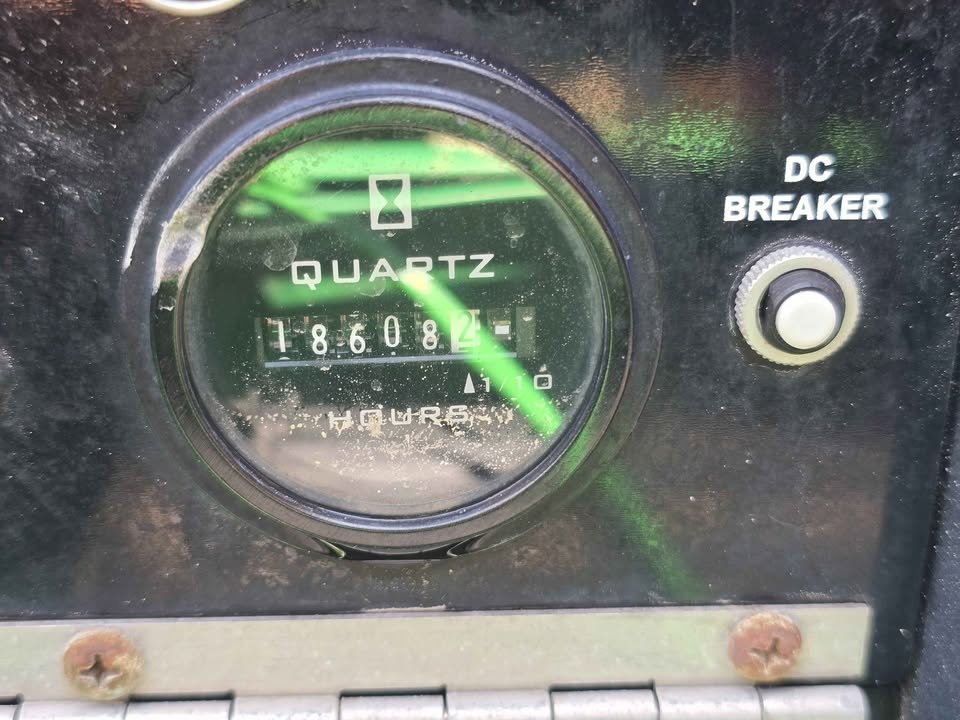 QUARTZ
186082
▲1/10
HOURS
DC
BREAKER